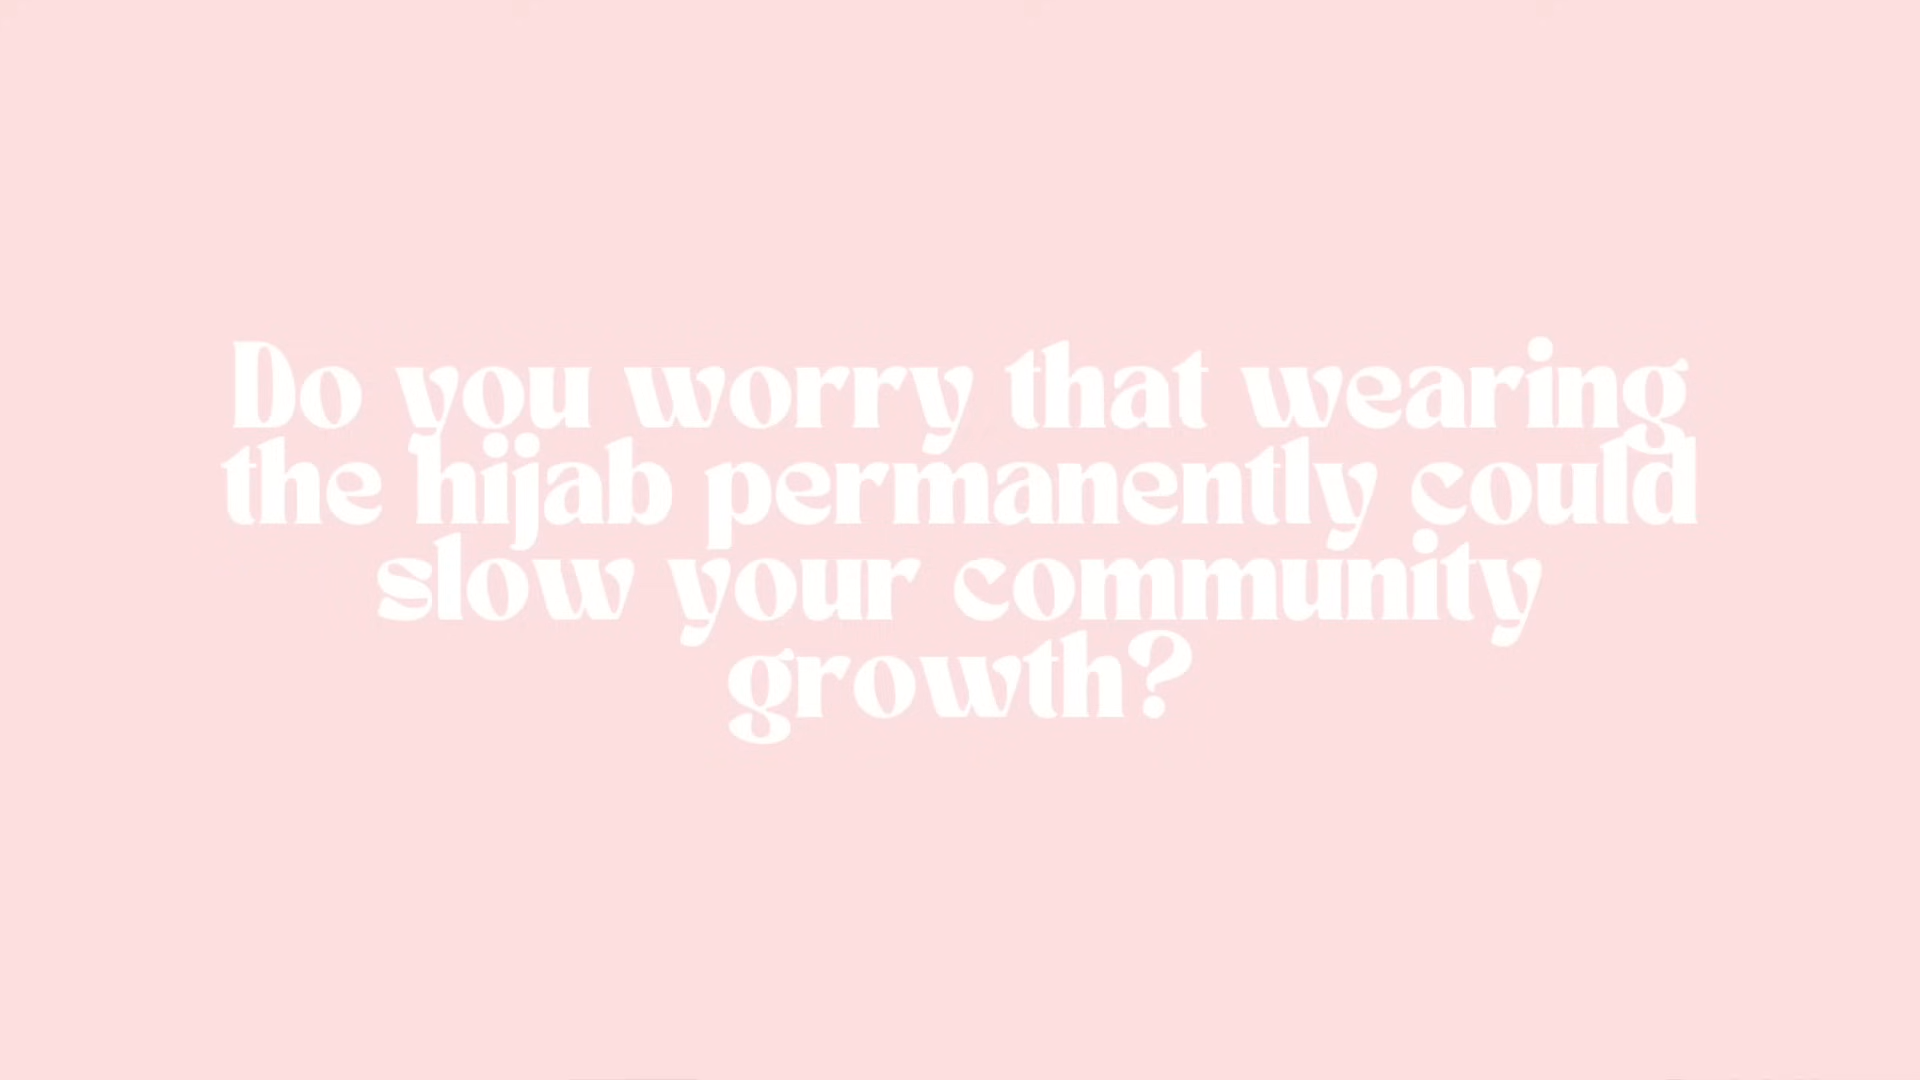 Do you worry that wearing
the hijab permanently could
slow your community
growth?